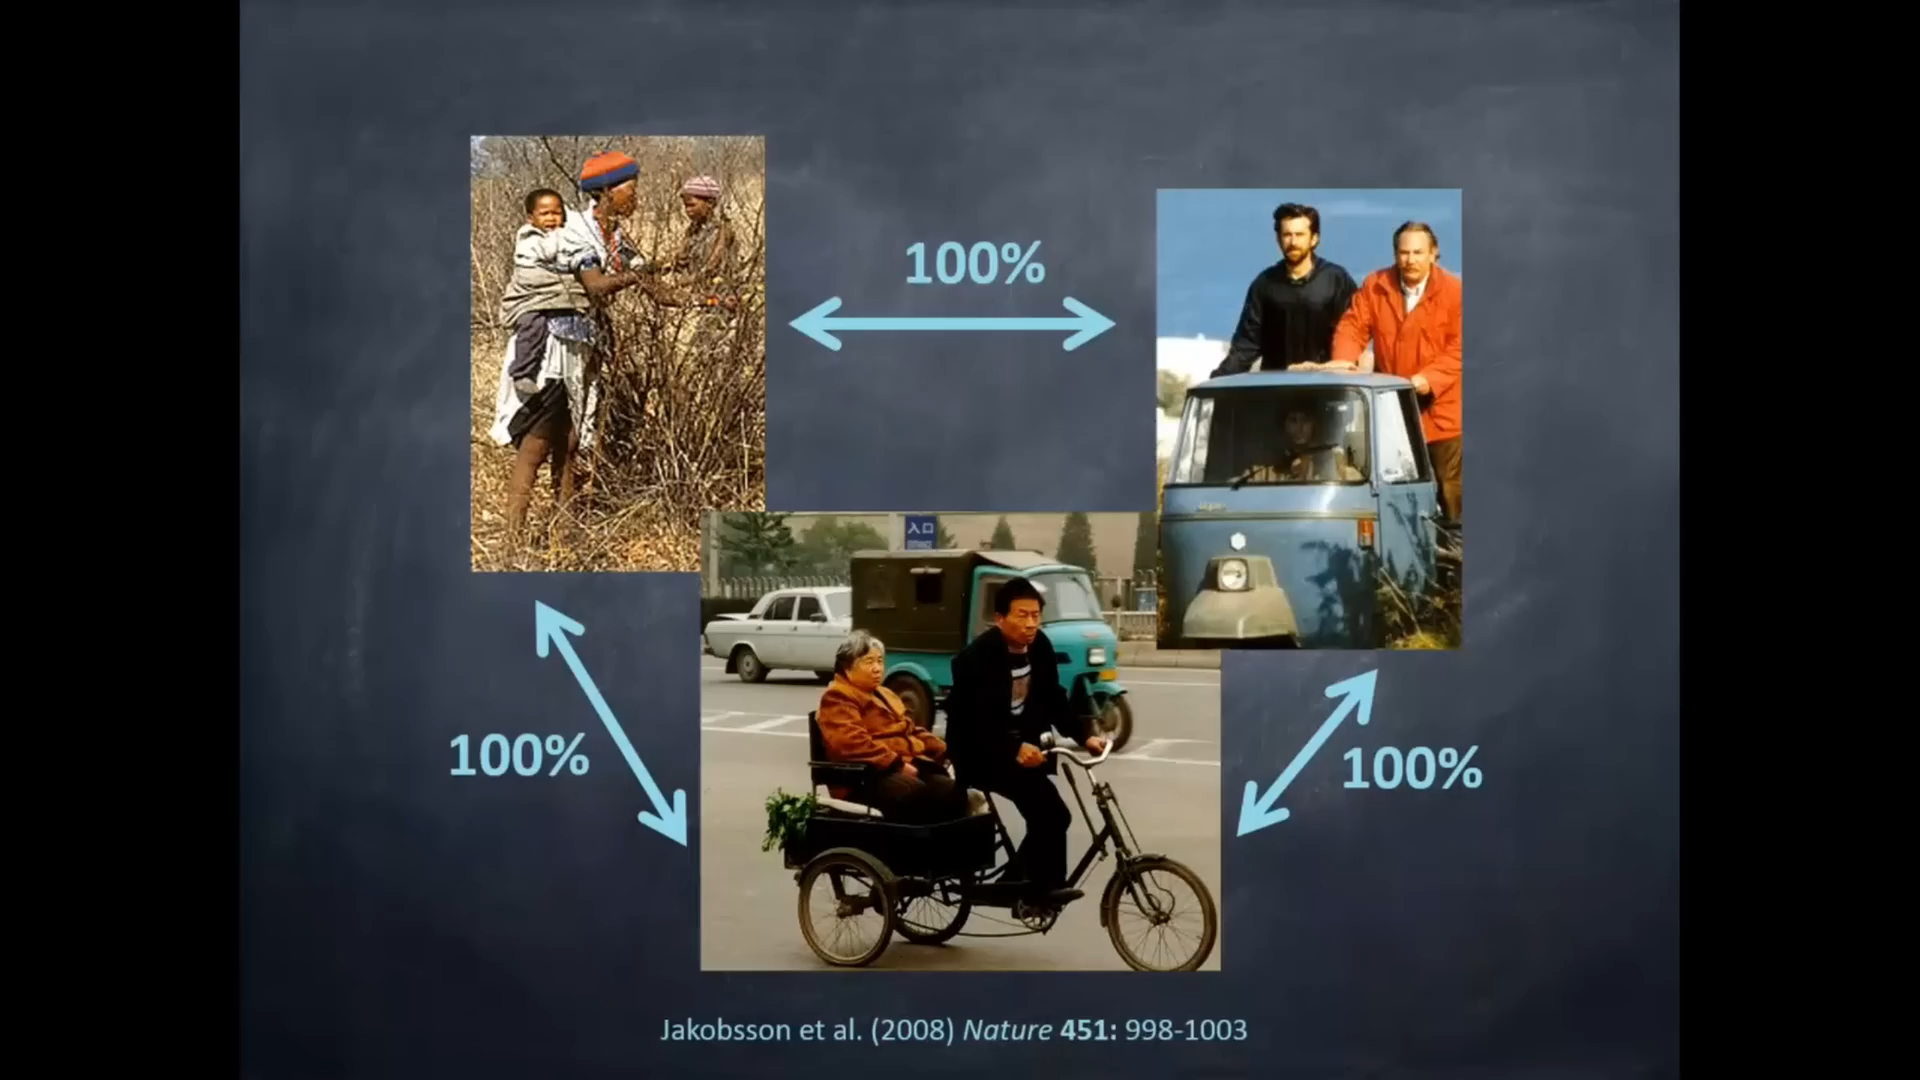 100%
入口
100%
100%
Jakobsson et al. (2008) Nature 451: 998-1003